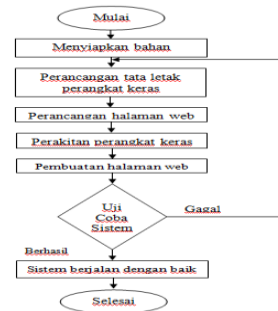 Mulai
Menyiapkan bahan
Perancangan tata letak
perangkat keras
Perancangan halaman web
Perakitan perangkat keras
Pembuatan halaman web
Uji
Coba
Sistem
Gagal
Berhasil
Sistem berjalan dengan baik
Selesai